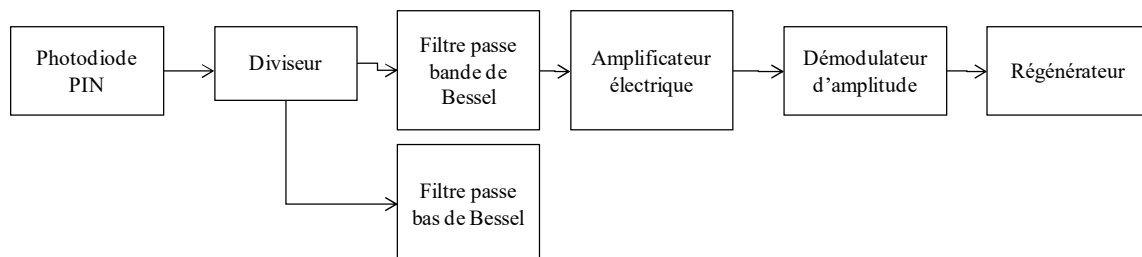 Photodiode
PIN
Diviseur
Filtre passe
bande de
Bessel
Amplificateur
électrique
Démodulateur
d’amplitude
Régénérateur
Filtre passe
bas de Bessel